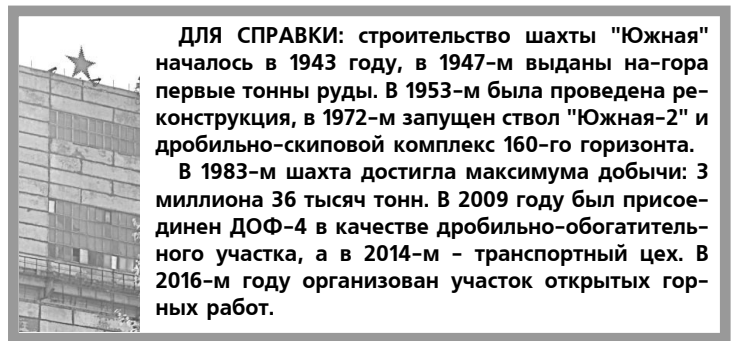 ДЛЯ СПРАВКИ: строительство шахты "Южная"
началось в 1943 году, в 1947-м выданы на-гора
первые тонны руды. В 1953-м была проведена ре-
конструкция, в 1972-м запущен ствол "Южная-2" и
дробильно-скиповой комплекс 160-го горизонта.
В 1983-м шахта достигла максимума добычи: 3
миллиона 36 тысяч тонн. В 2009 году был присое-
динен ДОФ-4 в качестве дробильно-обогатитель-
ного участка, а в 2014-м - транспортный цех. В
2016-м году организован участок открытых гор-
ных работ.